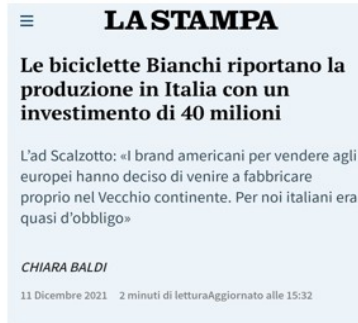 LA STAMPA
Le biciclette Bianchi riportano la
produzione in Italia con un
investimento di 40 milioni
L'ad Scalzotto: «I brand americani per vendere agli
europei hanno deciso di venire a fabbricare
proprio nel Vecchio continente. Per noi italiani era
quasi d'obbligo»
CHIARA BALDI
11 Dicembre 2021 2 minuti di letturaAggiornato alle 15:32